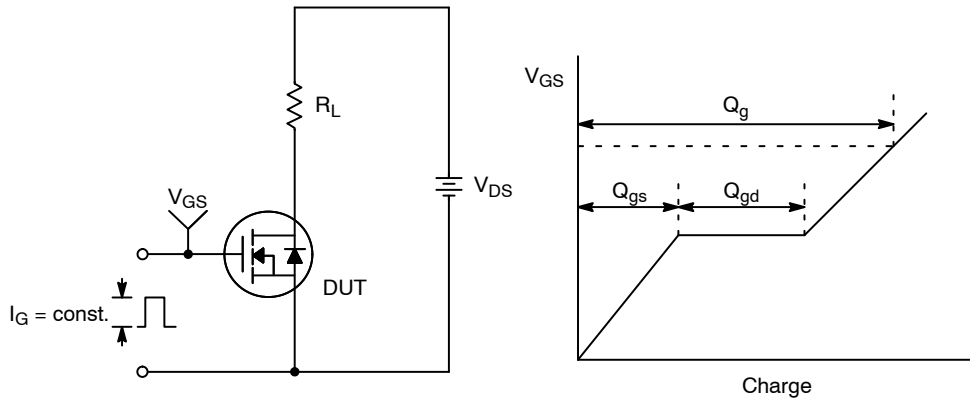 R_L
V_GS
V_DS
DUT
I_G = const.
V_GS
Q_g
Q_gs
Q_gd
Charge